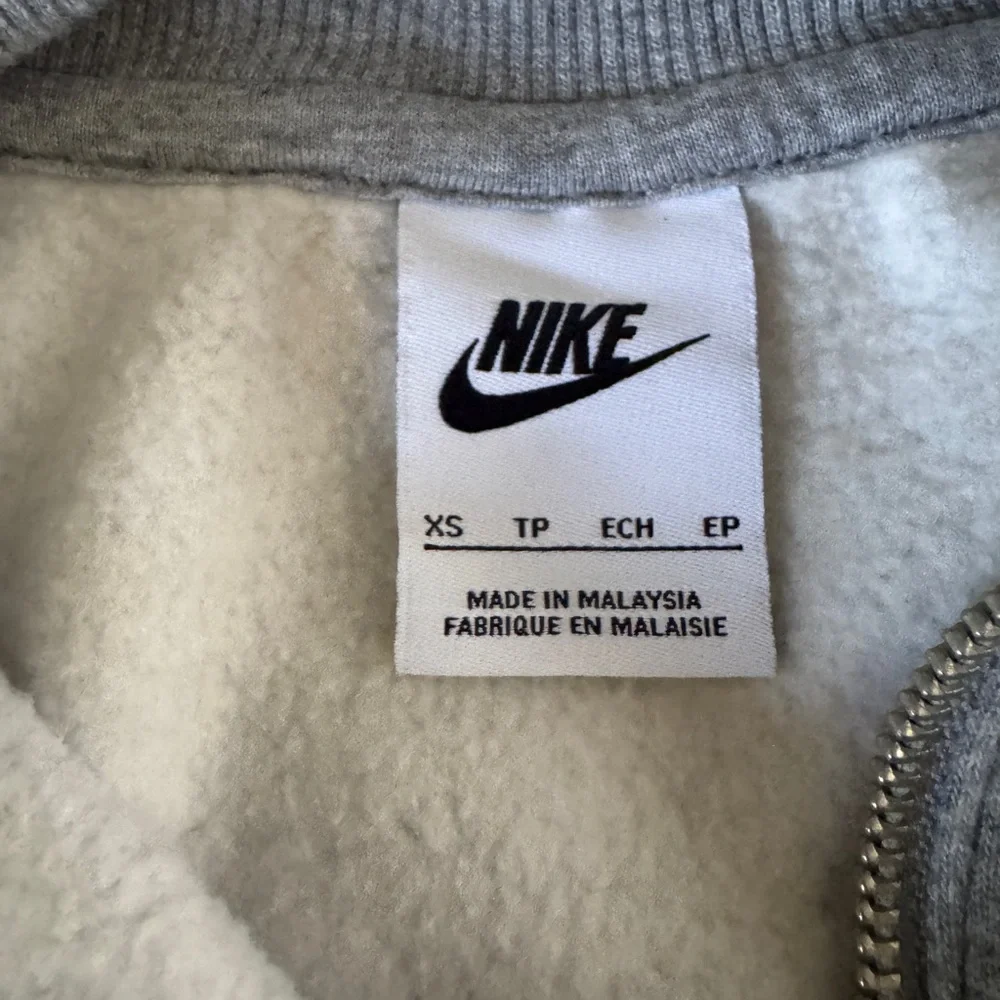 NIKE
XS TP ECH EP
MADE IN MALAYSIA
FABRIQUE EN MALAISIE